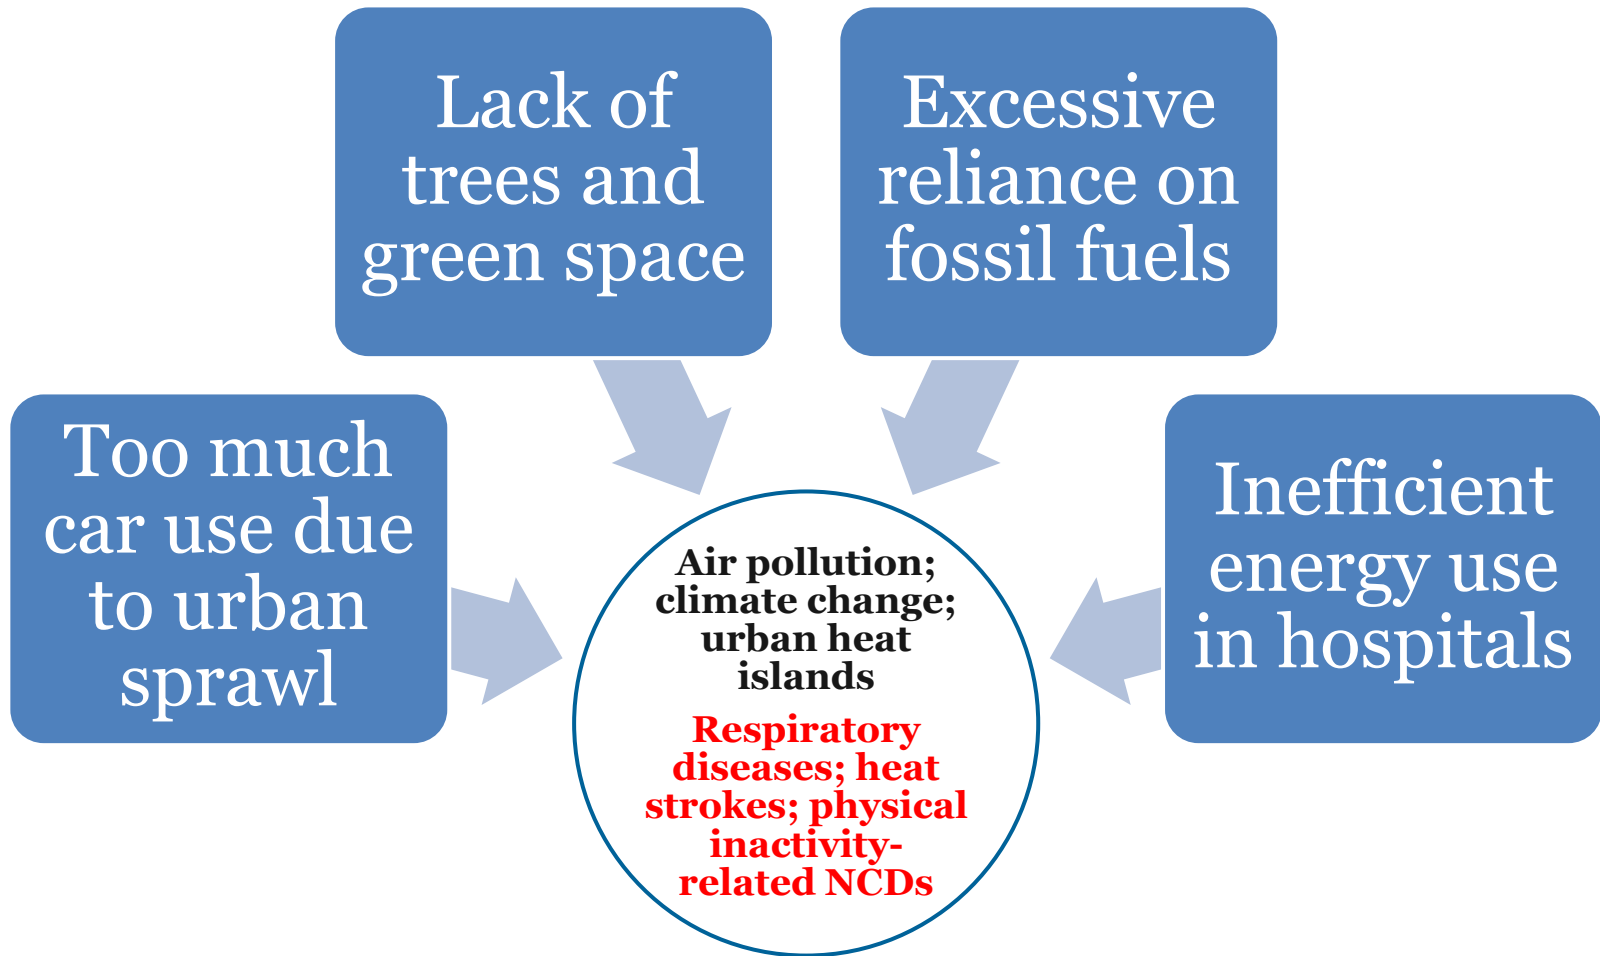 Lack of
trees and
green space
Excessive
reliance on
fossil fuels
Too much
car use due
to urban
sprawl
Inefficient
energy use
in hospitals
Air pollution;
climate change;
urban heat
islands
Respiratory
diseases; heat
strokes; physical
inactivity-
related NCDs